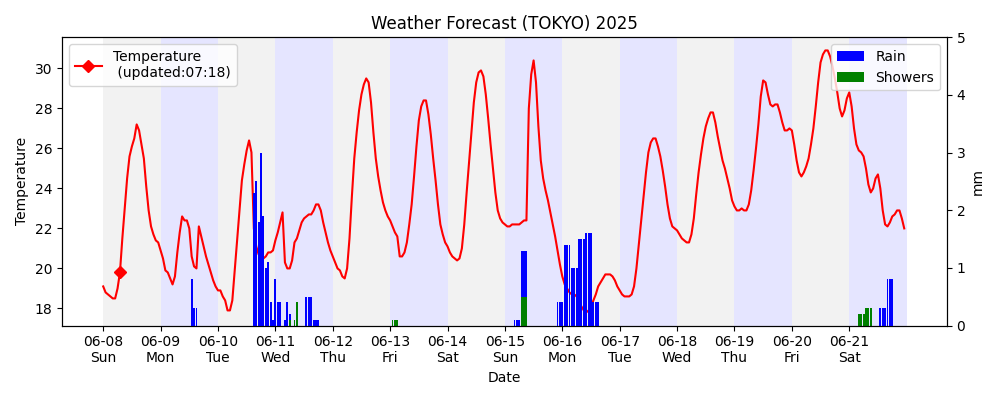 Weather Forecast (TOKYO) 2025
Temperature
(updated:07:18)
Rain
Showers
Temperature
30
28
26
24
22
20
18
5
4
3
2
1
0
mm
06-08 06-09 06-10 06-11 06-12 06-13 06-14 06-15 06-16 06-17 06-18 06-19 06-20 06-21
Sun Mon Tue Wed Thu Fri Sat Sun Mon Tue Wed Thu Fri Sat
Date